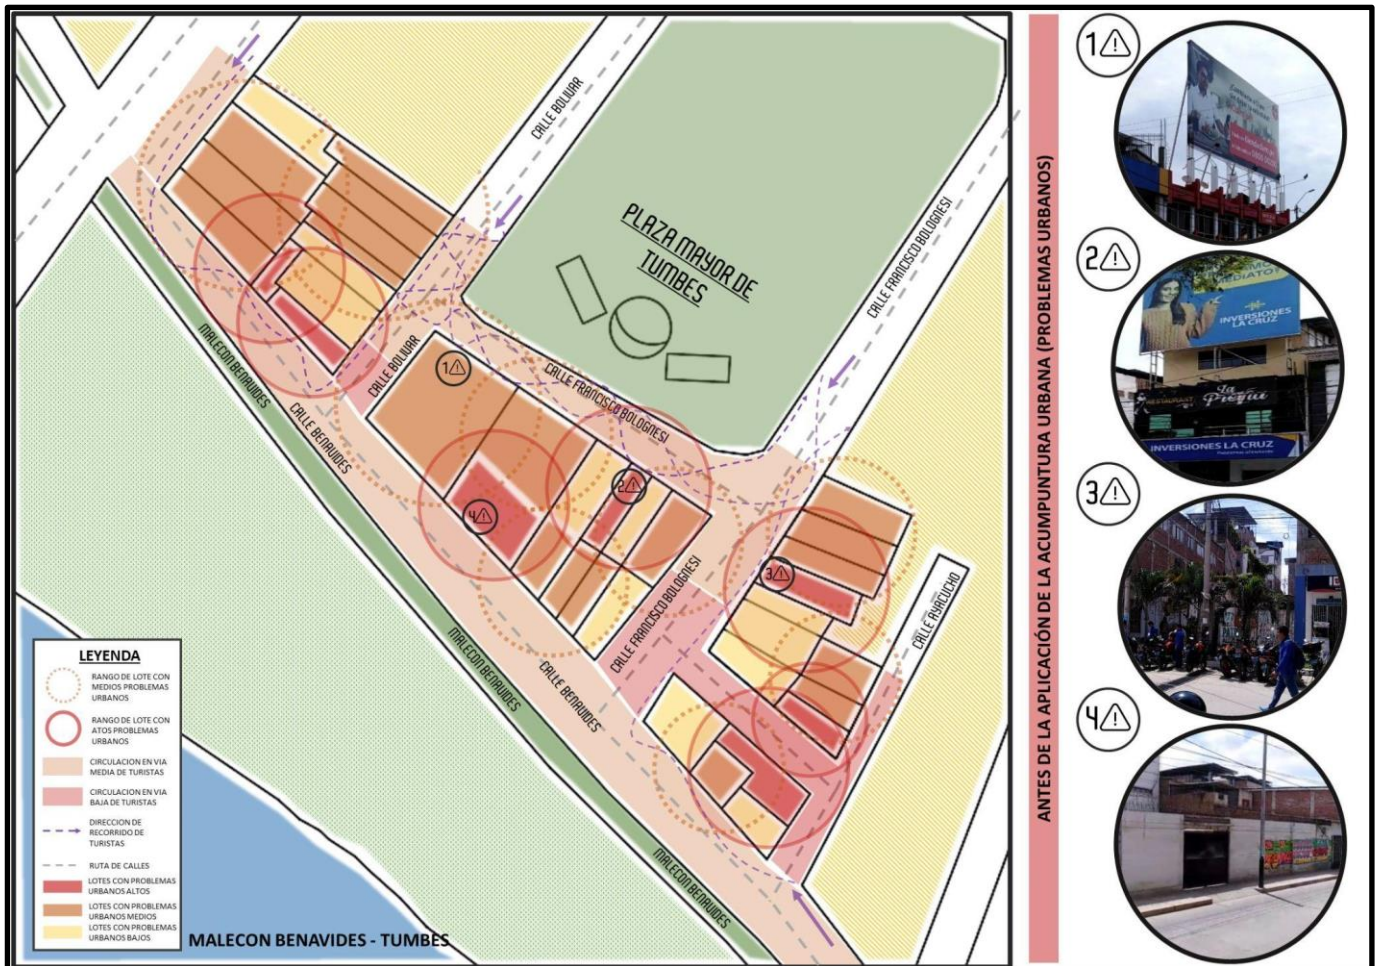 CALLE BOLIVAR
PLAZA MAYOR DE
TUMBES
CALLE FRANCISCO BOLOGNESI
MALECON BENAVIDES
CALLE BENAVIDES
CALLE BOLIVAR
CALLE FRANCISCO BOLOGNESI
1
2
3
4
CALLE FRANCISCO BOLOGNESI
CALLE AYACUCHO
MALECON BENAVIDES
CALLE BENAVIDES
MALECON BENAVIDES
LEYENDA
RANGO DE LOTE CON
MEDIOS PROBLEMAS
URBANOS
RANGO DE LOTE CON
ATOS PROBLEMAS
URBANOS
CIRCULACION EN VIA
MEDIA DE TURISTAS
CIRCULACION EN VIA
BAJA DE TURISTAS
DIRECCION DE
RECORRIDO DE
TURISTAS
RUTA DE CALLES
LOTES CON PROBLEMAS
URBANOS ALTOS
LOTES CON PROBLEMAS
URBANOS MEDIOS
LOTES CON PROBLEMAS
URBANOS BAJOS
MALECON BENAVIDES - TUMBES
ANTES DE LA APLICACIÓN DE LA ACUMPUNTURA URBANA (PROBLEMAS URBANOS)
1
2
INVERSIONES
LA CRUZ
RESTAURANT
La
INVERSIONES LA CRUZ
3
4